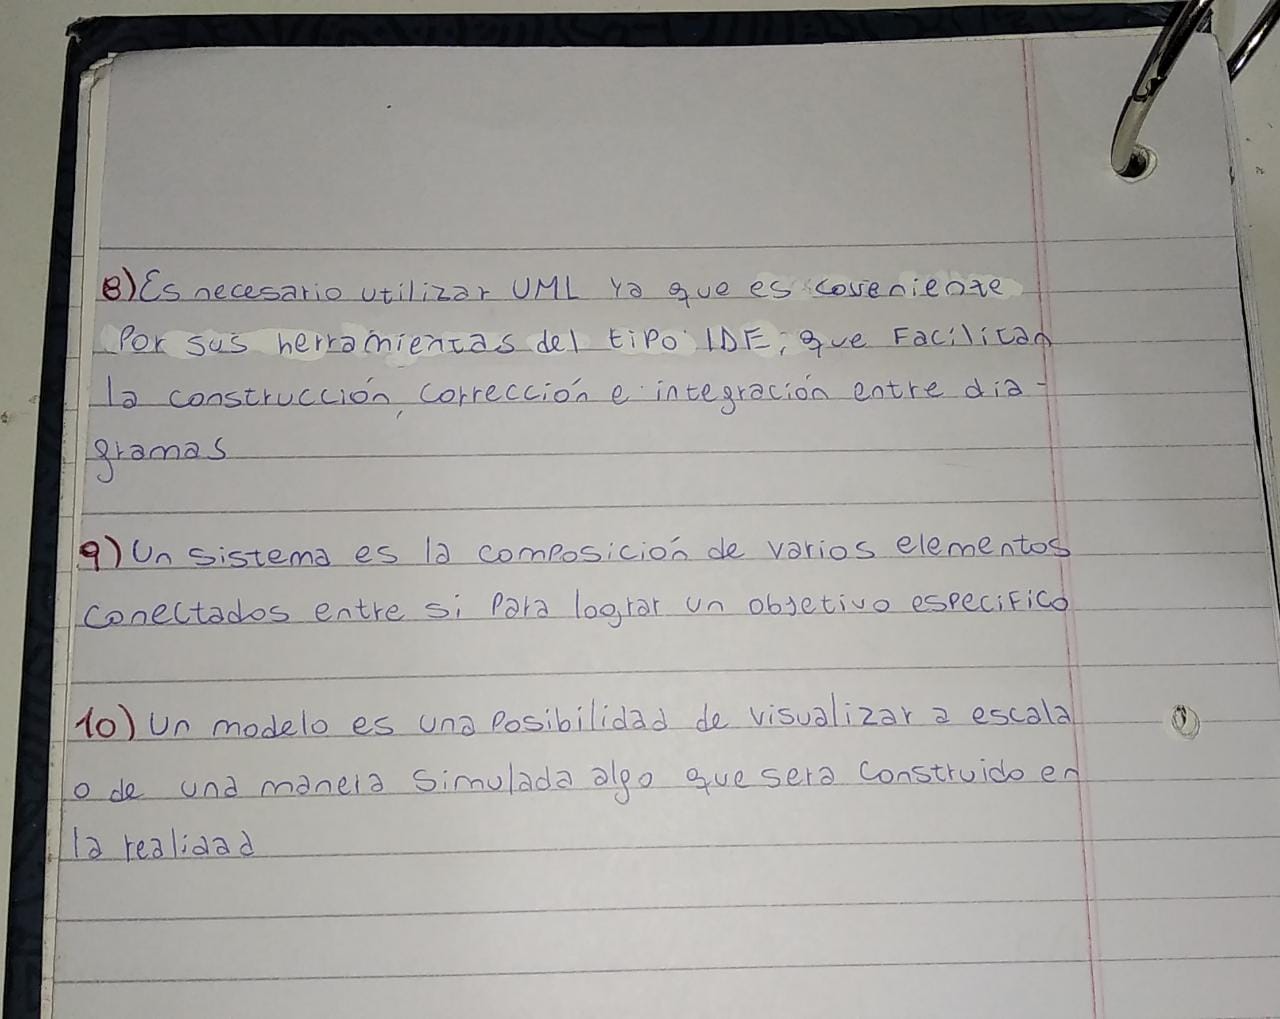 8) Es necesario utilizar UML ya que es coveniente
Por sus herramientas del tipo IDE, que Facilitan
la construcción, corrección e integración entre dia-
gramas
9) Un sistema es la composición de varios elementos
conectados entre si Para lograr un objetivo especifico
10) Un modelo es una Posibilidad de visualizar a escala
o de una manera simulada algo que sera construido en
la realidad